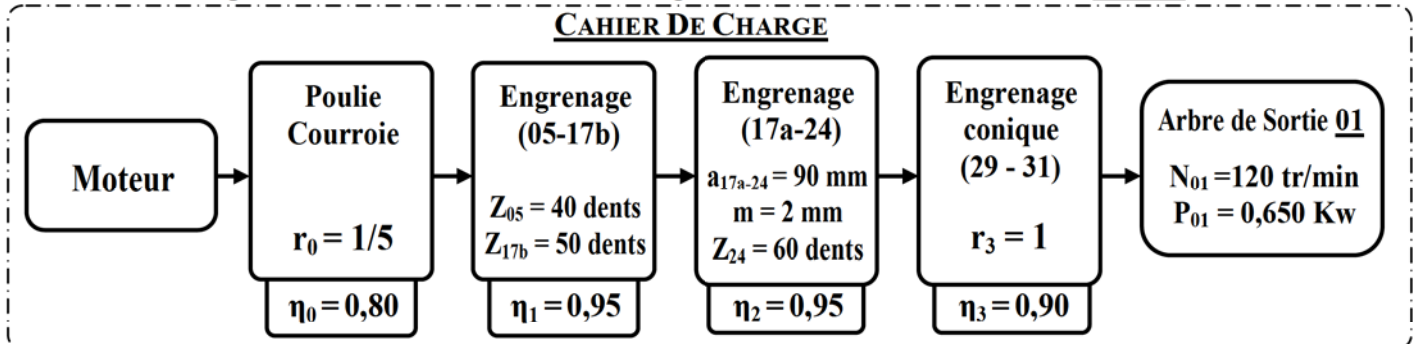 CAHIER DE CHARGE
Moteur
Poulie
Courroie
r₀ = 1/5
η₀ = 0,80
Engrenage
(05-17b)
Z₀₅ = 40 dents
Z₁₇b = 50 dents
η₁ = 0,95
Engrenage
(17a-24)
a₁₇a₋₂₄ = 90 mm
m = 2 mm
Z₂₄ = 60 dents
η₂ = 0,95
Engrenage
conique
(29 - 31)
r₃ = 1
η₃ = 0,90
Arbre de Sortie 01
N₀₁ =120 tr/min
P₀₁ = 0,650 Kw